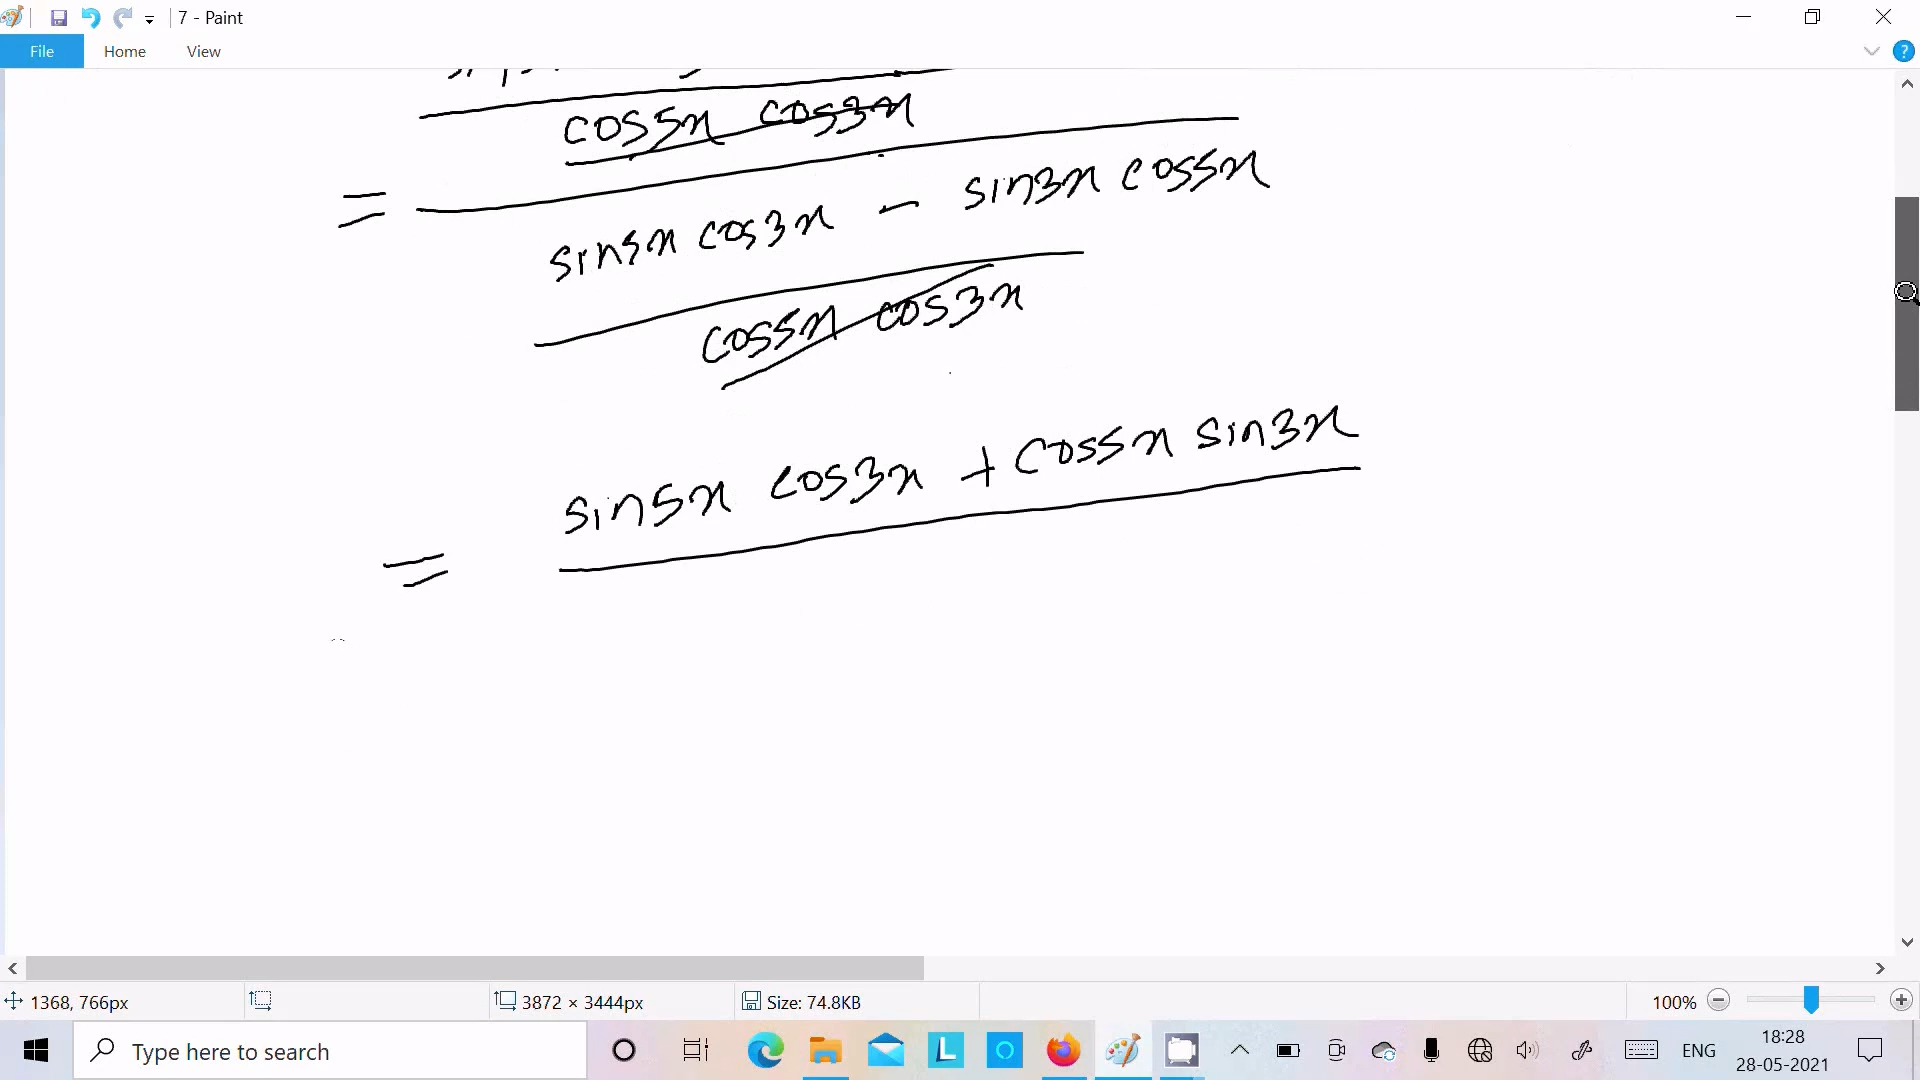 7 - Paint
File Home View
cos5x cos3x
=
sin5x cos3x - sin3x cos5x
cos5x cos3x
sin5x cos3x + cos5x sin3x
=
1368, 766px 3872 × 3444px Size: 74.8KB 100%
Type here to search
ENG
18:28
28-05-2021